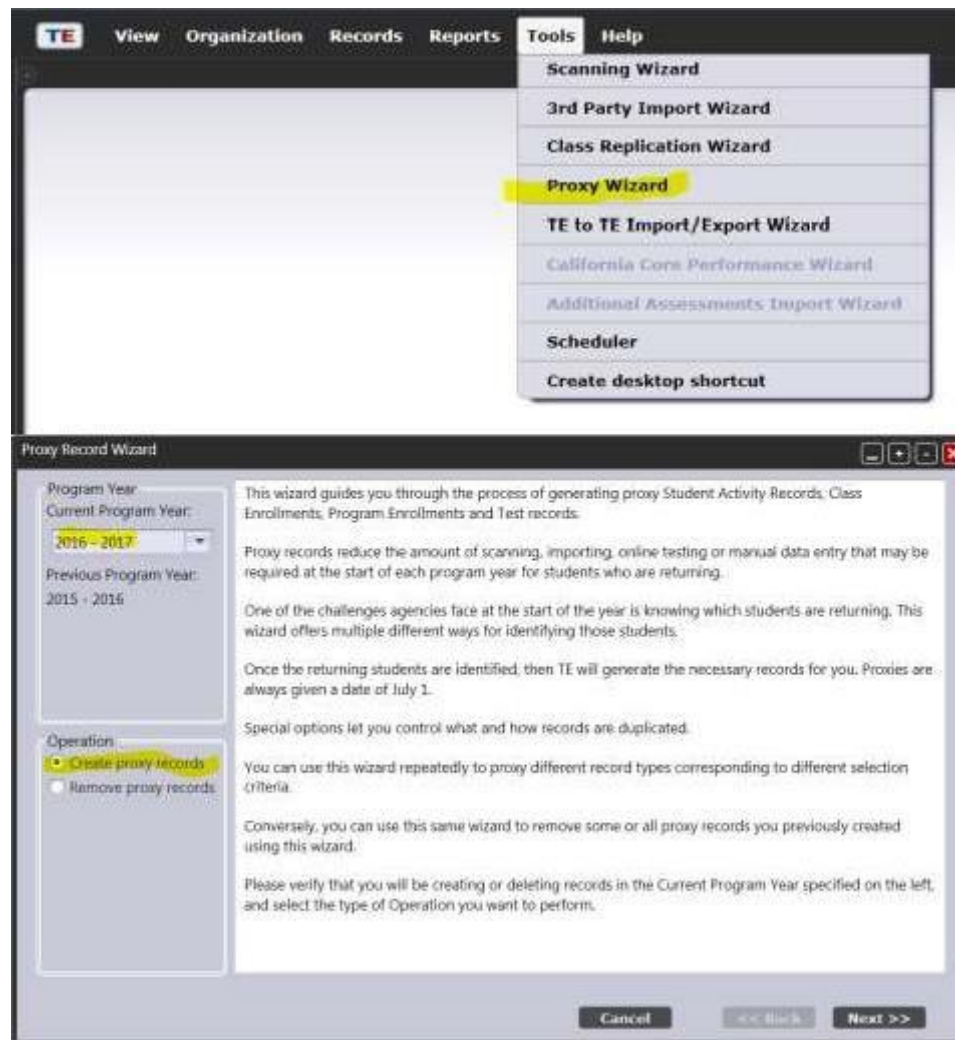 TE View Organization Records Reports Tools Help
Scanning Wizard
3rd Party Import Wizard
Class Replication Wizard
Proxy Wizard
TE to TE Import/Export Wizard
California Core Performance Wizard
Additional Assessments Import Wizard
Scheduler
Create desktop shortcut
Proxy Record Wizard
Program Year
Current Program Year:
2016 - 2017
Previous Program Year:
2015 - 2016
Operation
Create proxy records
Remove proxy records
This wizard guides you through the process of generating proxy Student Activity Records, Class
Enrollments, Program Enrollments and Test records.
Proxy records reduce the amount of scanning, importing, online testing or manual data entry that may be
required at the start of each program year for students who are returning.
One of the challenges agencies face at the start of the year is knowing which students are returning. This
wizard offers multiple different ways for identifying those students.
Once the returning students are identified, then TE will generate the necessary records for you. Proxies are
always given a date of July 1.
Special options let you control what and how records are duplicated.
You can use this wizard repeatedly to proxy different record types corresponding to different selection
criteria.
Conversely, you can use this same wizard to remove some or all proxy records you previously created
using this wizard.
Please verify that you will be creating or deleting records in the Current Program Year specified on the left,
and select the type of Operation you want to perform.
Cancel << Back Next >>